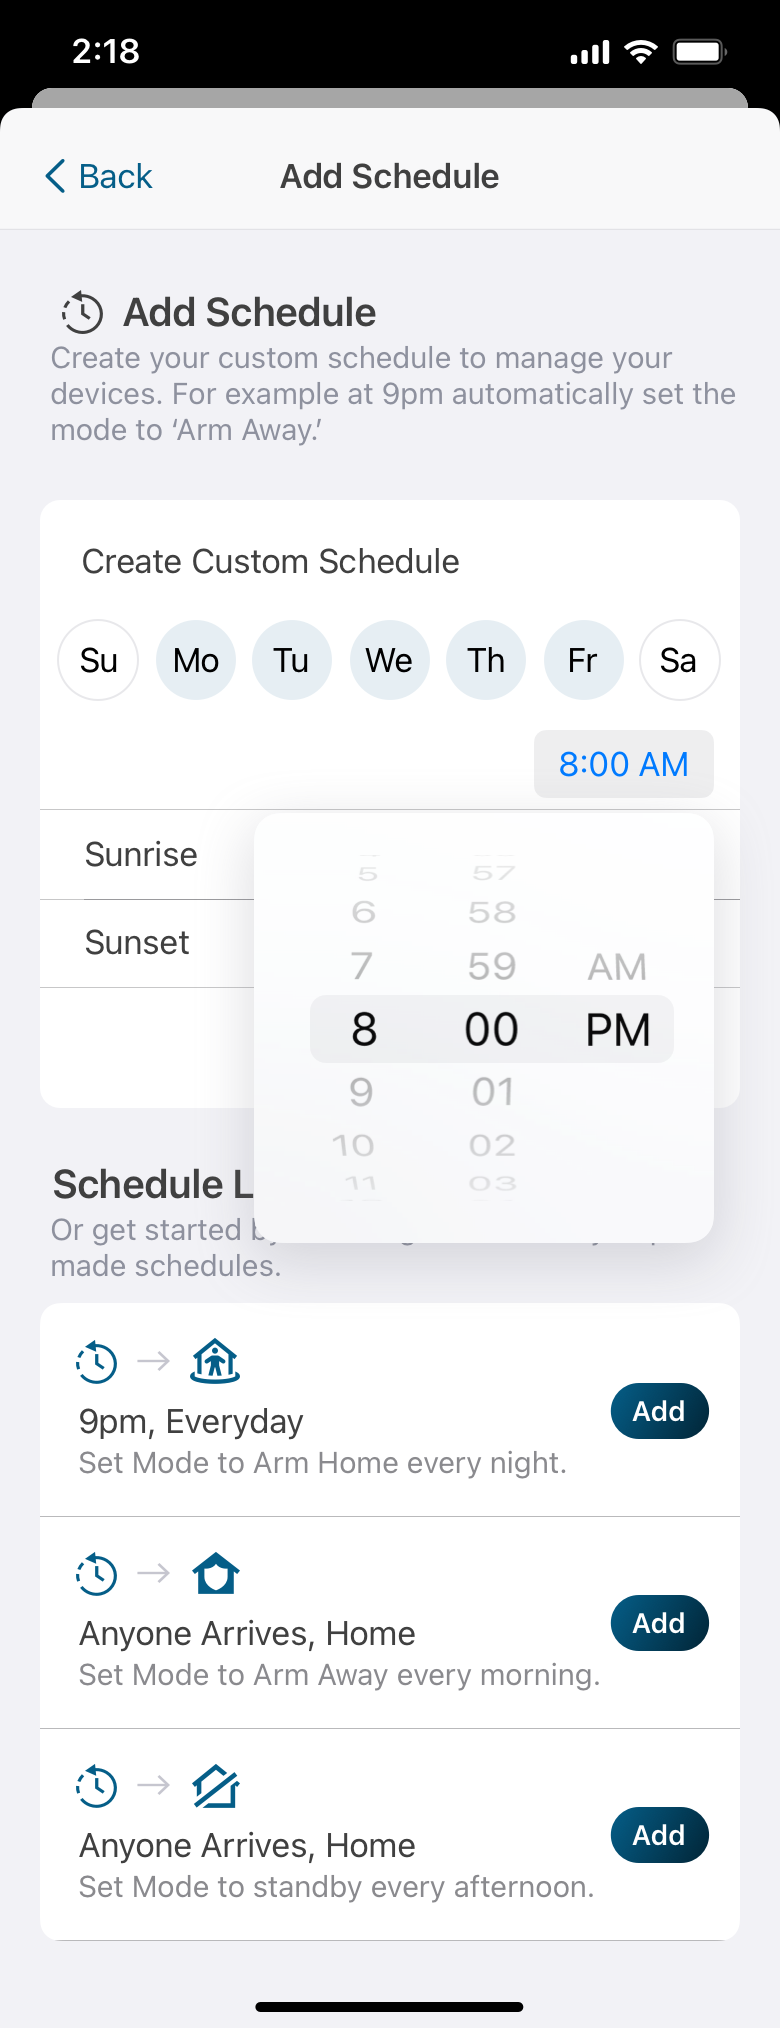 2:18
Back
Add Schedule
Add Schedule
Create your custom schedule to manage your
devices. For example at 9pm automatically set the
mode to ‘Arm Away.’
Create Custom Schedule
Su Mo Tu We Th Fr Sa
8:00 AM
Sunrise
Sunset
5 57
6 58
7 59 AM
8 00 PM
9 01
10 02
11 03
Schedule L
Or get started
made schedules.
9pm, Everyday
Set Mode to Arm Home every night.
Add
Anyone Arrives, Home
Set Mode to Arm Away every morning.
Add
Anyone Arrives, Home
Set Mode to standby every afternoon.
Add